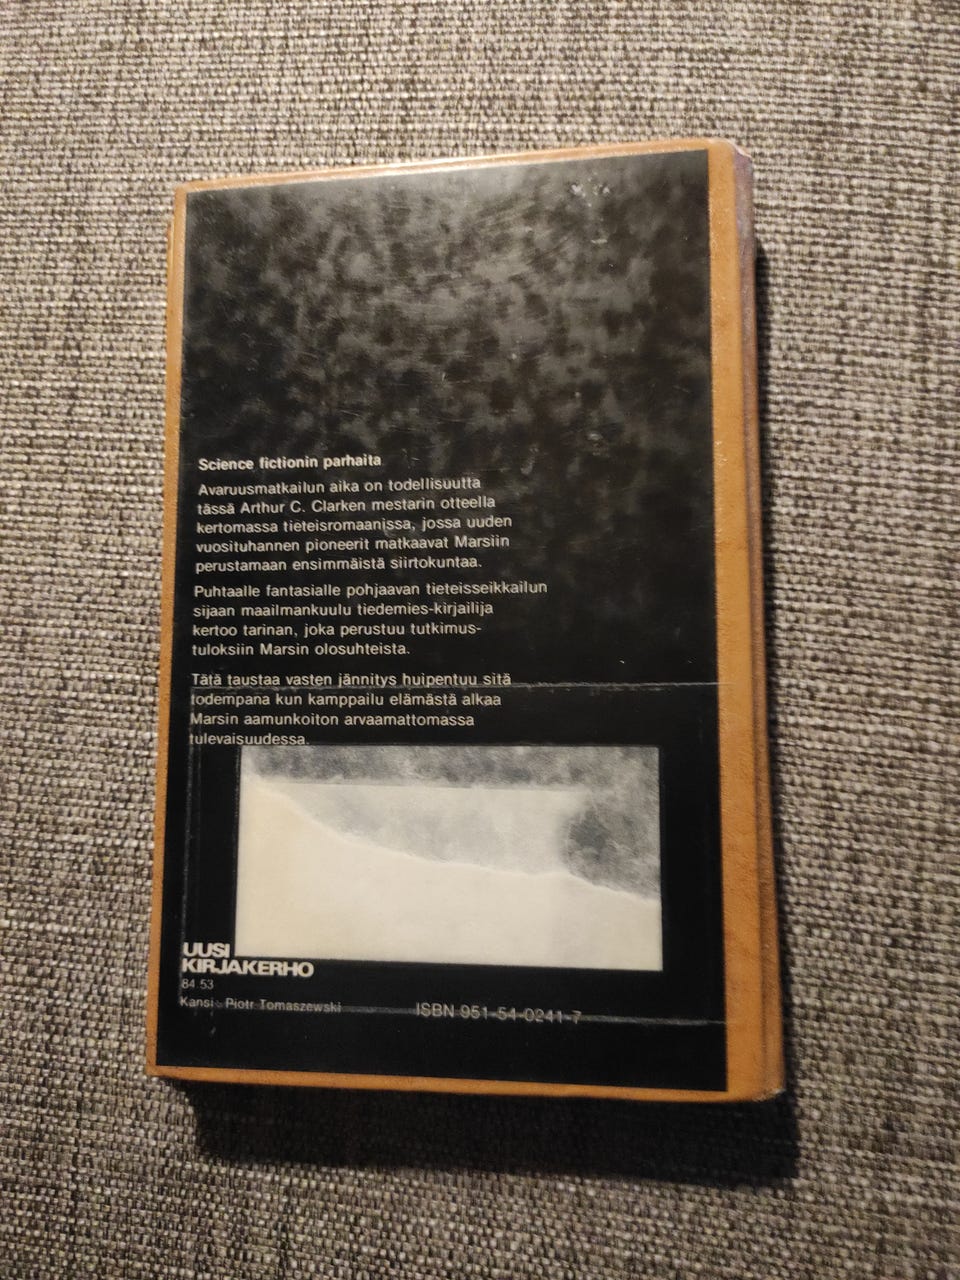 Science fictionin parhaita
Avaruusmatkailun aika on todellisuutta
tässä Arthur C. Clarken mestarin otteella
kertomassa tieteisromaanissa, jossa uuden
vuosituhannen pioneerit matkaavat Marsiin
perustamaan ensimmäistä siirtokuntaa.
Puhtaalle fantasialle pohjaavan tieteisseikkailun
sijaan maailmankuulu tiedemies-kirjailija
kertoo tarinan, joka perustuu tutkimus-
tuloksiin Marsin olosuhteista.
Tätä taustaa vasten jännitys huipentuu sitä
todempana kun kamppailu elämästä alkaa
Marsin aamunkoiton arvaamattomassa
tulevaisuudessa.
UUSI
KIRJAKERHO
84.53
Kansi: Piotr Tomaszewski
ISBN 951-54-0241-7